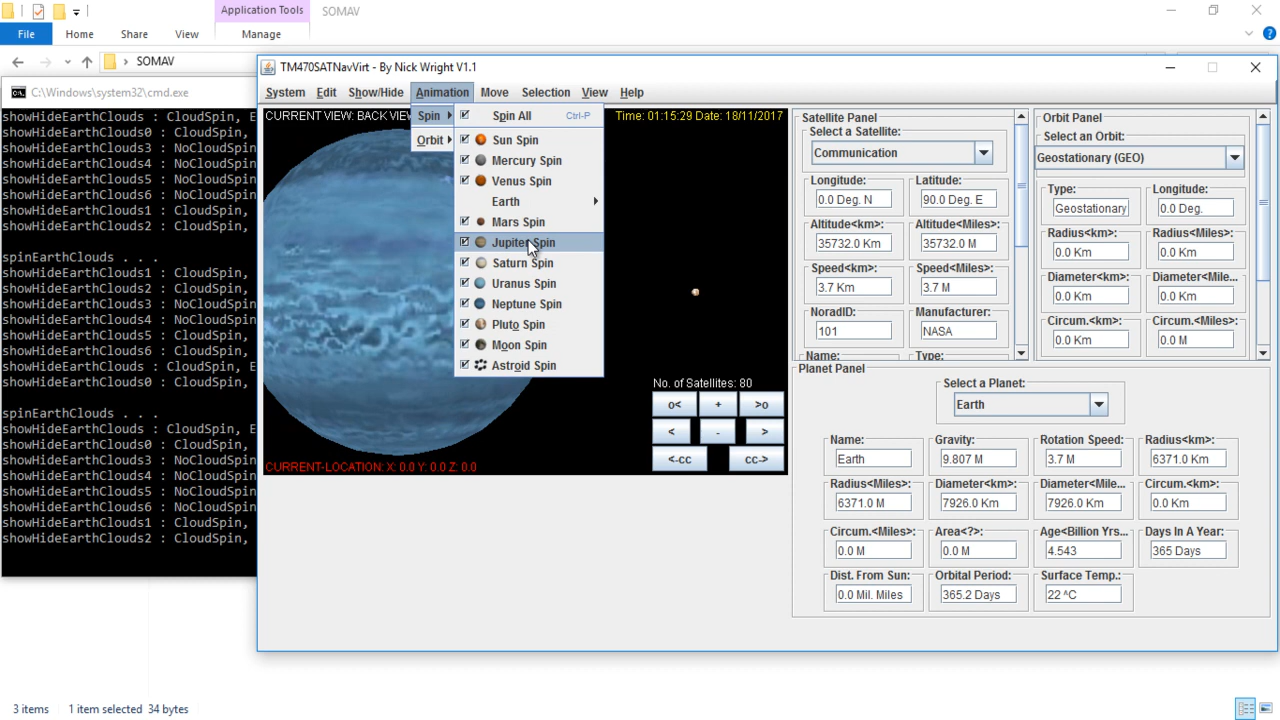 Application Tools
SOMAV
File
Home
Share
View
Manage
SOMAV
C:\Windows\system32\cmd.exe
showHideEarthClouds : CloudSpin, E
showHideEarthClouds0 : CloudSpin,
showHideEarthClouds3 : NoCloudSpin
showHideEarthClouds4 : NoCloudSpin
showHideEarthClouds5 : NoCloudSpin
showHideEarthClouds6 : NoCloudSpin
showHideEarthClouds1 : CloudSpin,
showHideEarthClouds2 : CloudSpin,
spinEarthClouds . . .
showHideEarthClouds1 : CloudSpin,
showHideEarthClouds2 : CloudSpin,
showHideEarthClouds3 : NoCloudSpin
showHideEarthClouds4 : NoCloudSpin
showHideEarthClouds5 : NoCloudSpin
showHideEarthClouds6 : NoCloudSpin
showHideEarthClouds : CloudSpin, E
showHideEarthClouds0 : CloudSpin,
spinEarthClouds . . .
showHideEarthClouds : CloudSpin, E
showHideEarthClouds0 : CloudSpin,
showHideEarthClouds3 : NoCloudSpin
showHideEarthClouds4 : NoCloudSpin
showHideEarthClouds5 : NoCloudSpin
showHideEarthClouds6 : NoCloudSpin
showHideEarthClouds1 : CloudSpin,
showHideEarthClouds2 : CloudSpin,
TM470SATNavVirt - By Nick Wright V1.1
System Edit Show/Hide Animation Move Selection View Help
CURRENT VIEW: BACK VIEW
Time: 01:15:29 Date: 18/11/2017
Spin
Orbit
Spin All Ctrl-P
Sun Spin
Mercury Spin
Venus Spin
Earth
Mars Spin
Jupiter Spin
Saturn Spin
Uranus Spin
Neptune Spin
Pluto Spin
Moon Spin
Astroid Spin
No. of Satellites: 80
o< + >o
< - >
<-cc cc->
CURRENT-LOCATION: X: 0.0 Y: 0.0 Z: 0.0
Satellite Panel
Select a Satellite:
Communication
Longitude: Latitude:
0.0 Deg. N 90.0 Deg. E
Altitude<km>: Altitude<Miles>:
35732.0 Km 35732.0 M
Speed<km>: Speed<Miles>:
3.7 Km 3.7 M
NoradID: Manufacturer:
101 NASA
Name: Type:
Orbit Panel
Select an Orbit:
Geostationary (GEO)
Type: Longitude:
Geostationary 0.0 Deg.
Radius<km>: Radius<Miles>:
0.0 Km 0.0 Km
Diameter<km>: Diameter<Mile...
0.0 Km 0.0 Km
Circum.<km>: Circum.<Miles>:
0.0 Km 0.0 M
Planet Panel
Select a Planet:
Earth
Name: Gravity: Rotation Speed: Radius<km>:
Earth 9.807 M 3.7 M 6371.0 Km
Radius<Miles>: Diameter<km>: Diameter<Mile... Circum.<km>:
6371.0 M 7926.0 Km 7926.0 Km 0.0 Km
Circum.<Miles>: Area<?>: Age<Billion Yrs... Days In A Year:
0.0 M 0.0 M 4.543 365 Days
Dist. From Sun: Orbital Period: Surface Temp.:
0.0 Mil. Miles 365.2 Days 22 ^C
3 items 1 item selected 34 bytes